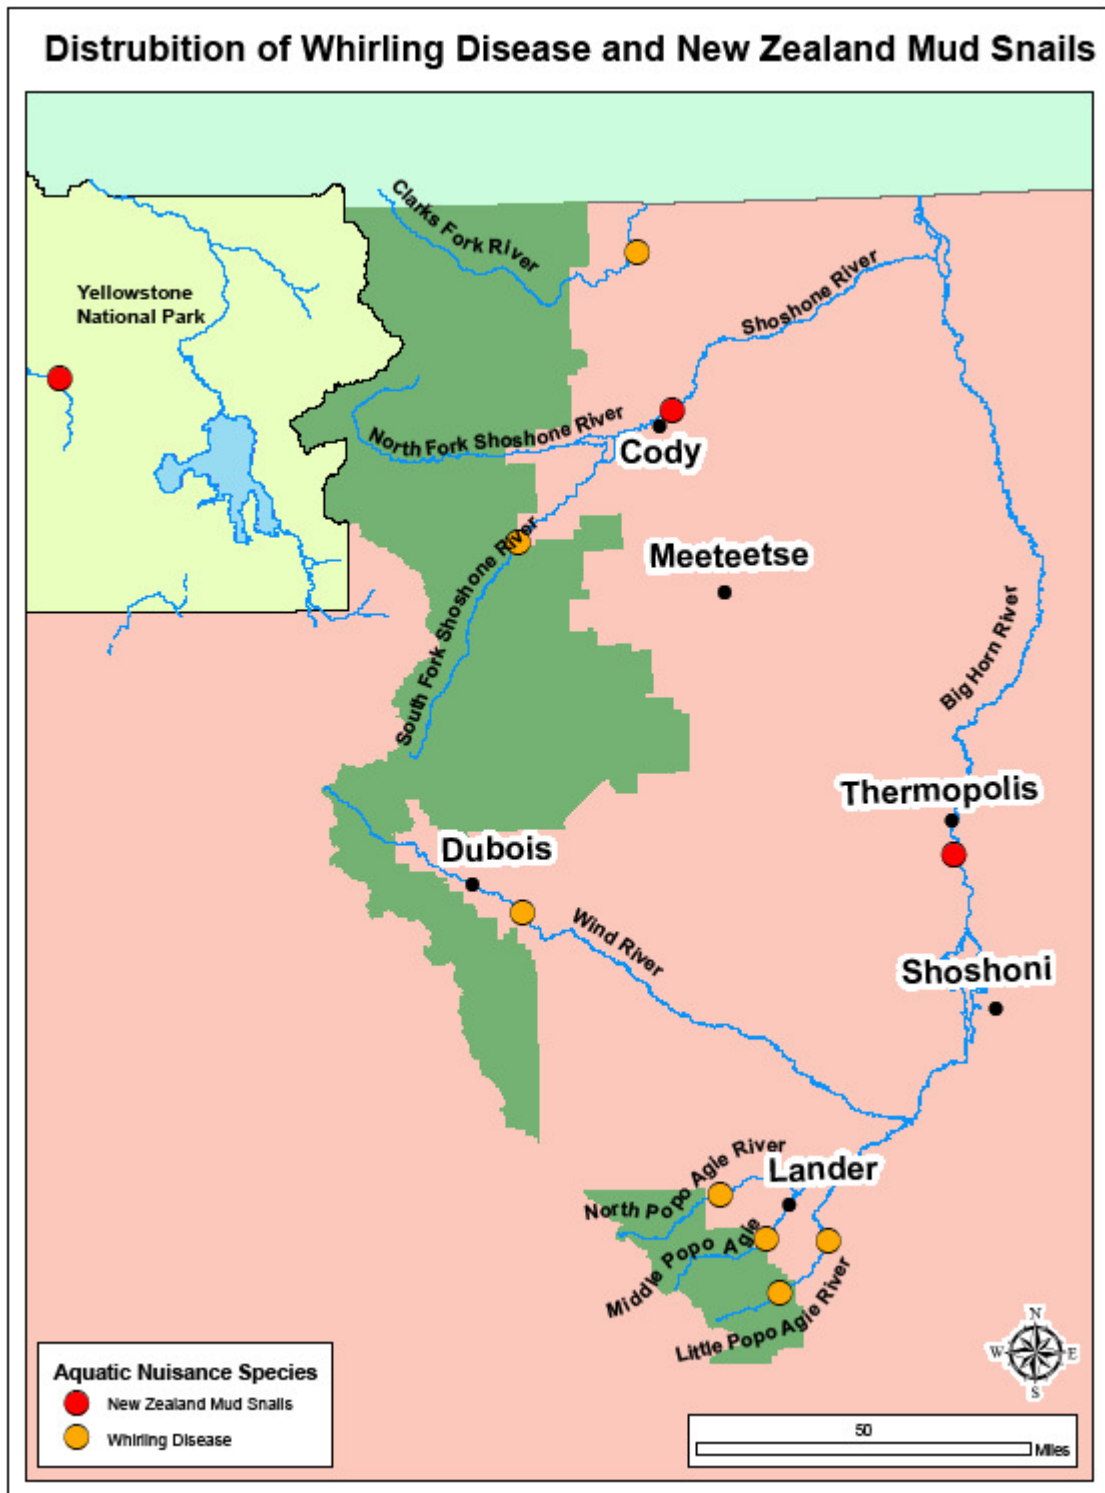 Distrubition of Whirling Disease and New Zealand Mud Snails
Clarks Fork River
Yellowstone
National Park
Shoshone River
North Fork Shoshone River
Cody
South Fork Shoshone River
Meeteetse
Big Horn River
Thermopolis
Dubois
Wind River
Shoshoni
North Popo Agie River
Lander
Middle Popo Agie
Little Popo Agie River
N
W E
S
Aquatic Nuisance Species
New Zealand Mud Snails
Whirling Disease
50
Miles